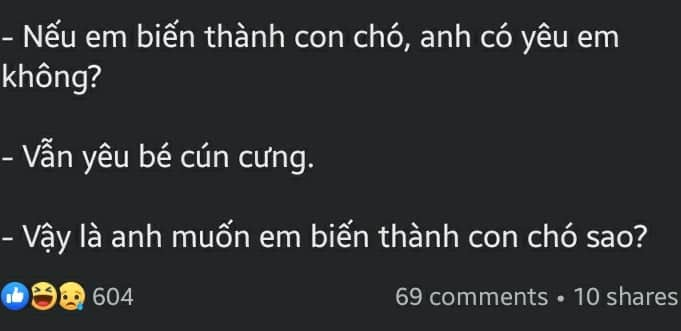 - Nếu em biến thành con chó, anh có yêu em
không?
- Vẫn yêu bé cún cưng.
- Vậy là anh muốn em biến thành con chó sao?
604 69 comments • 10 shares